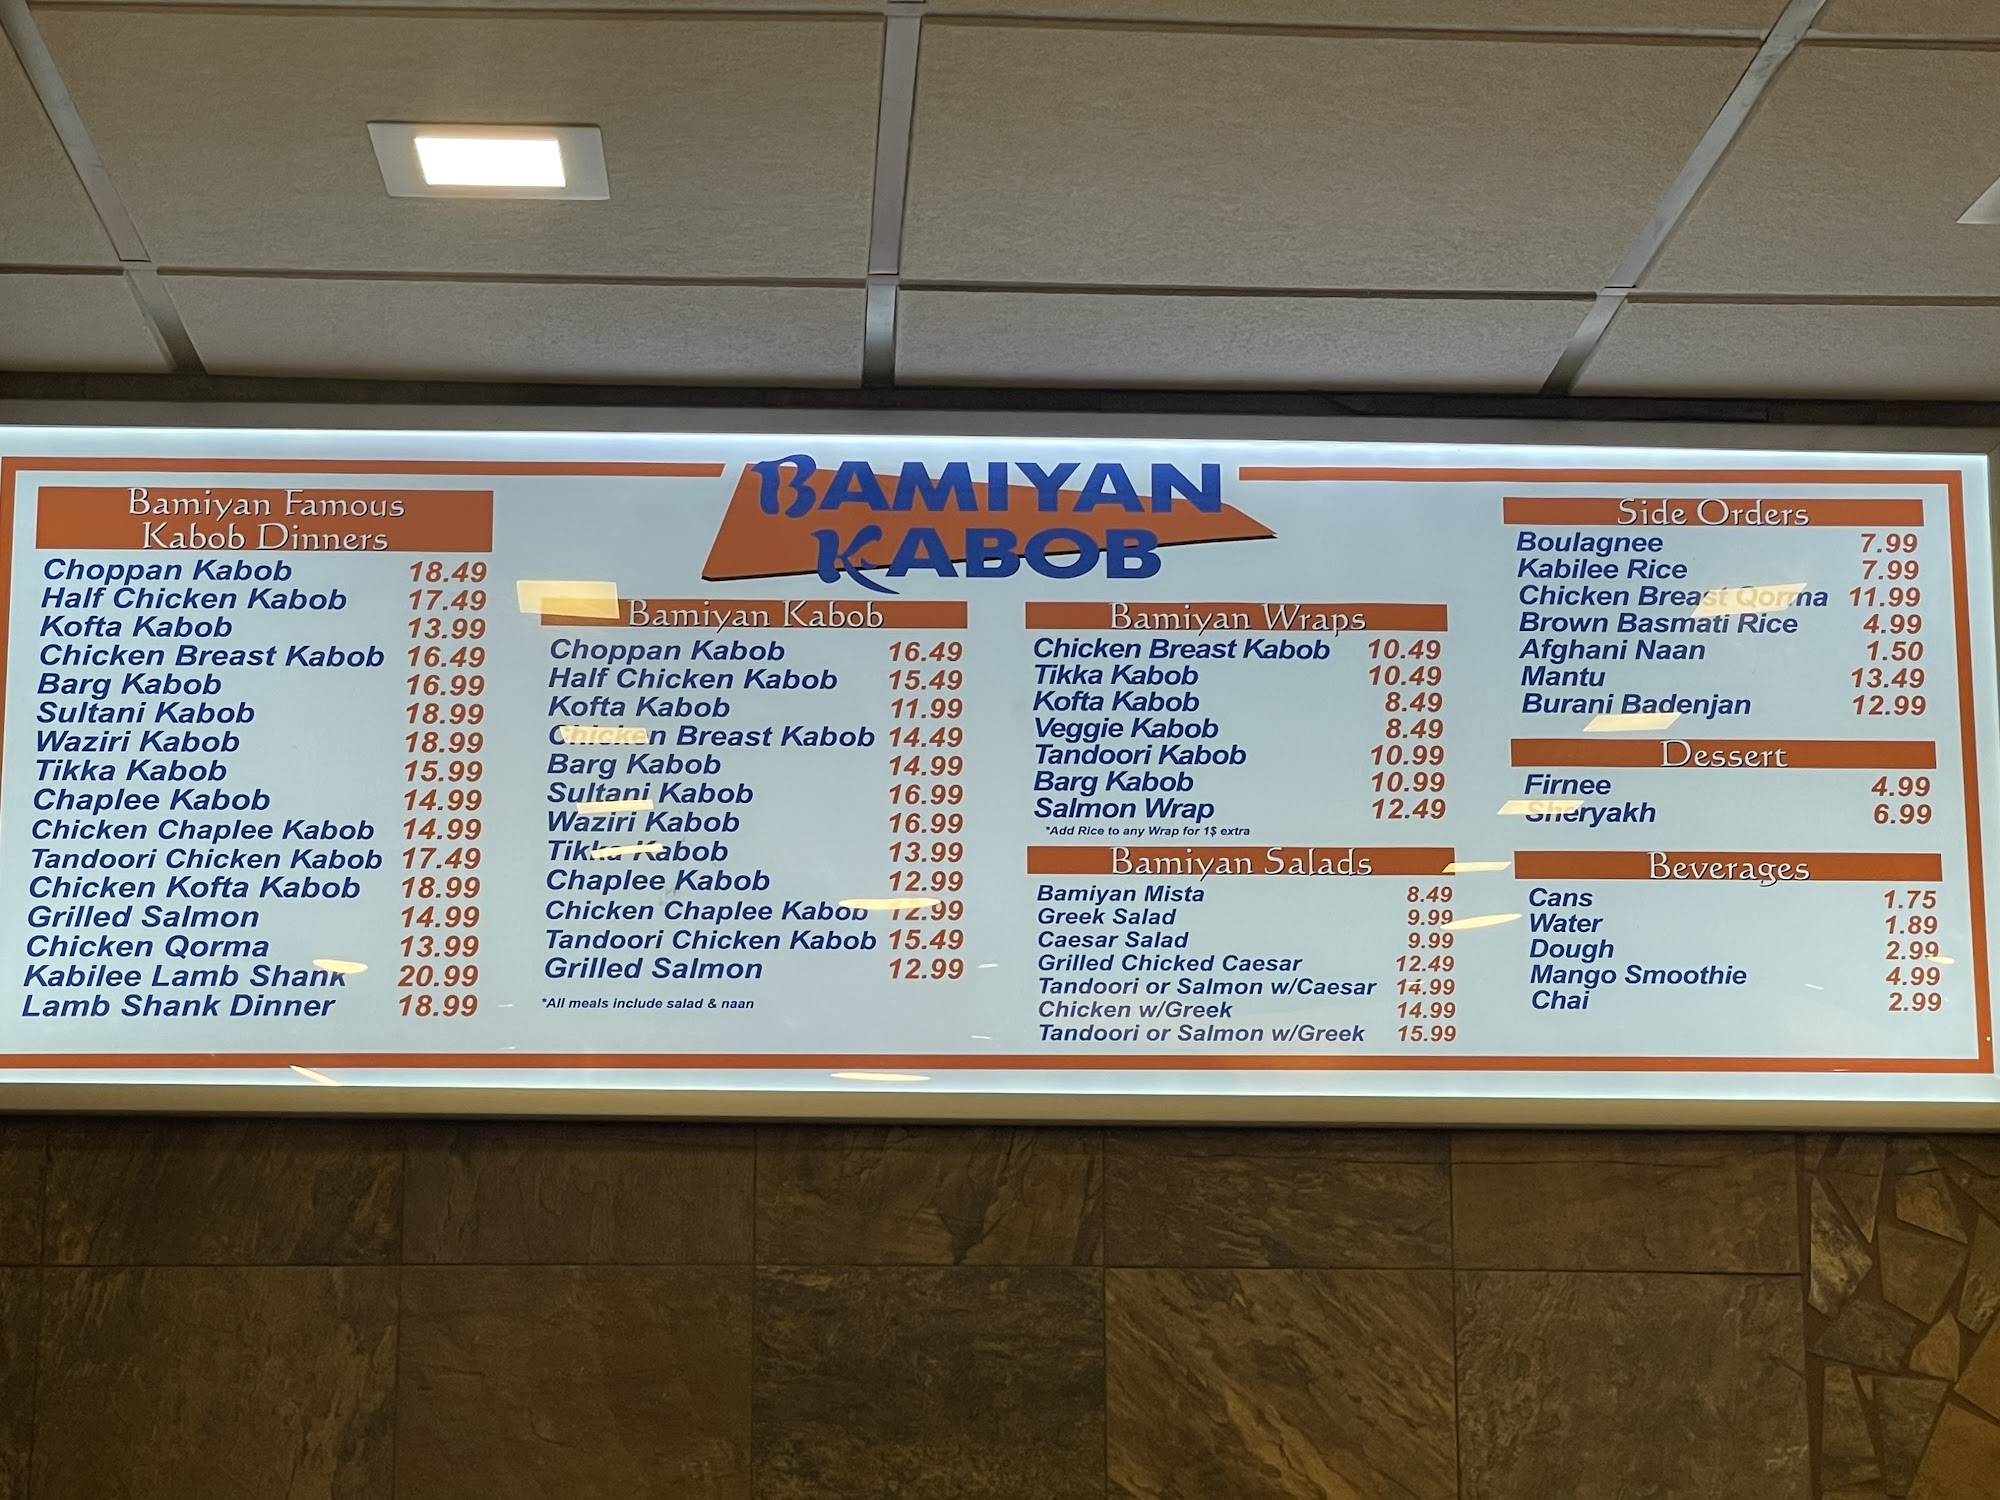 BAMIYAN
KABOB
Bamiyan Famous
Kabob Dinners
Choppan Kabob 18.49
Half Chicken Kabob 17.49
Kofta Kabob 13.99
Chicken Breast Kabob 16.49
Barg Kabob 16.99
Sultani Kabob 18.99
Waziri Kabob 18.99
Tikka Kabob 15.99
Chaplee Kabob 14.99
Chicken Chaplee Kabob 14.99
Tandoori Chicken Kabob 17.49
Chicken Kofta Kabob 18.99
Grilled Salmon 14.99
Chicken Qorma 13.99
Kabilee Lamb Shank 20.99
Lamb Shank Dinner 18.99
Bamiyan Kabob
Choppan Kabob 16.49
Half Chicken Kabob 15.49
Kofta Kabob 11.99
Chicken Breast Kabob 14.49
Barg Kabob 14.99
Sultani Kabob 16.99
Waziri Kabob 16.99
Tikka Kabob 13.99
Chaplee Kabob 12.99
Chicken Chaplee Kabob 12.99
Tandoori Chicken Kabob 15.49
Grilled Salmon 12.99
*All meals include salad & naan
Bamiyan Wraps
Chicken Breast Kabob 10.49
Tikka Kabob 10.49
Kofta Kabob 8.49
Veggie Kabob 8.49
Tandoori Kabob 10.99
Barg Kabob 10.99
Salmon Wrap 12.49
*Add Rice to any Wrap for 1$ extra
Bamiyan Salads
Bamiyan Mista 8.49
Greek Salad 9.99
Caesar Salad 9.99
Grilled Chicked Caesar 12.49
Tandoori or Salmon w/Caesar 14.99
Chicken w/Greek 14.99
Tandoori or Salmon w/Greek 15.99
Side Orders
Boulagnee 7.99
Kabilee Rice 7.99
Chicken Breast Qorma 11.99
Brown Basmati Rice 4.99
Afghani Naan 1.50
Mantu 13.49
Burani Badenjan 12.99
Dessert
Firnee 4.99
Sheryakh 6.99
Beverages
Cans 1.75
Water 1.89
Dough 2.99
Mango Smoothie 4.99
Chai 2.99